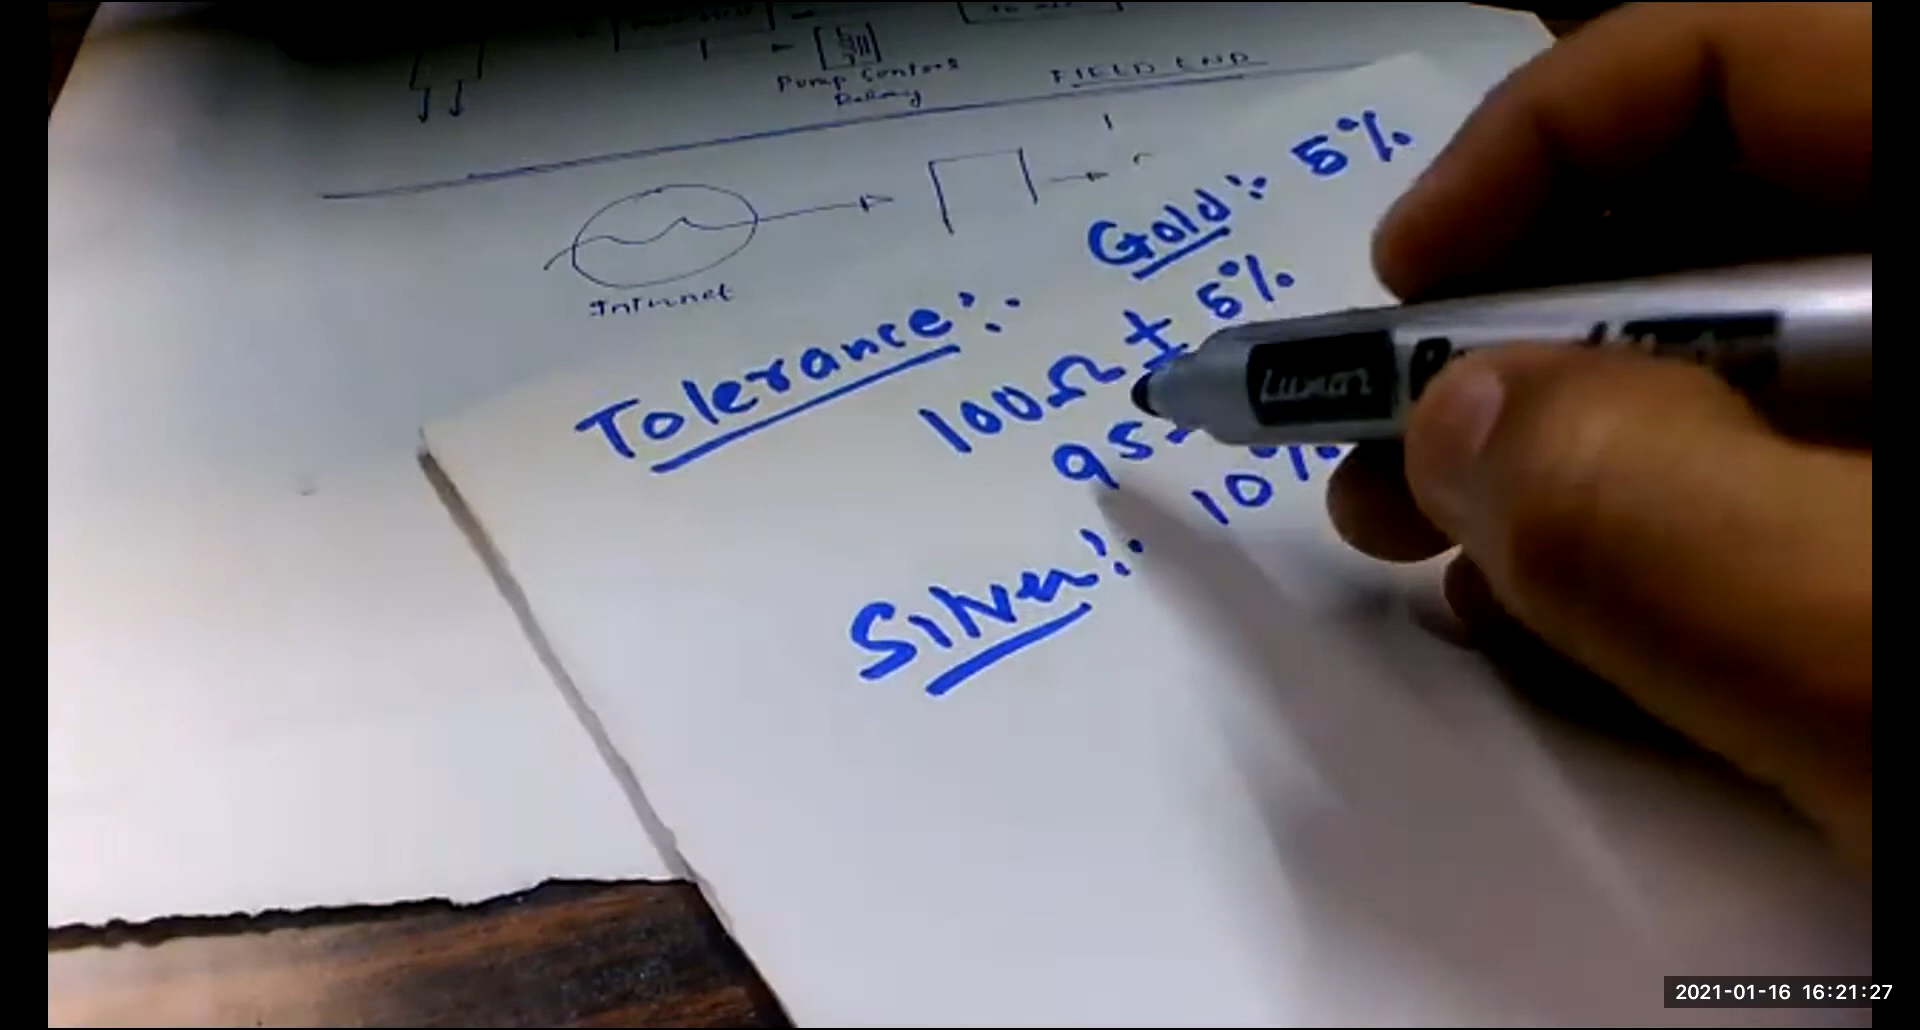 Pump Control
Relay
FIELD END
Internet
Tolerance:
Gold: 5%
100Ω ± 5%
95-
Silver: 10%
Luxor
2021-01-16 16:21:27